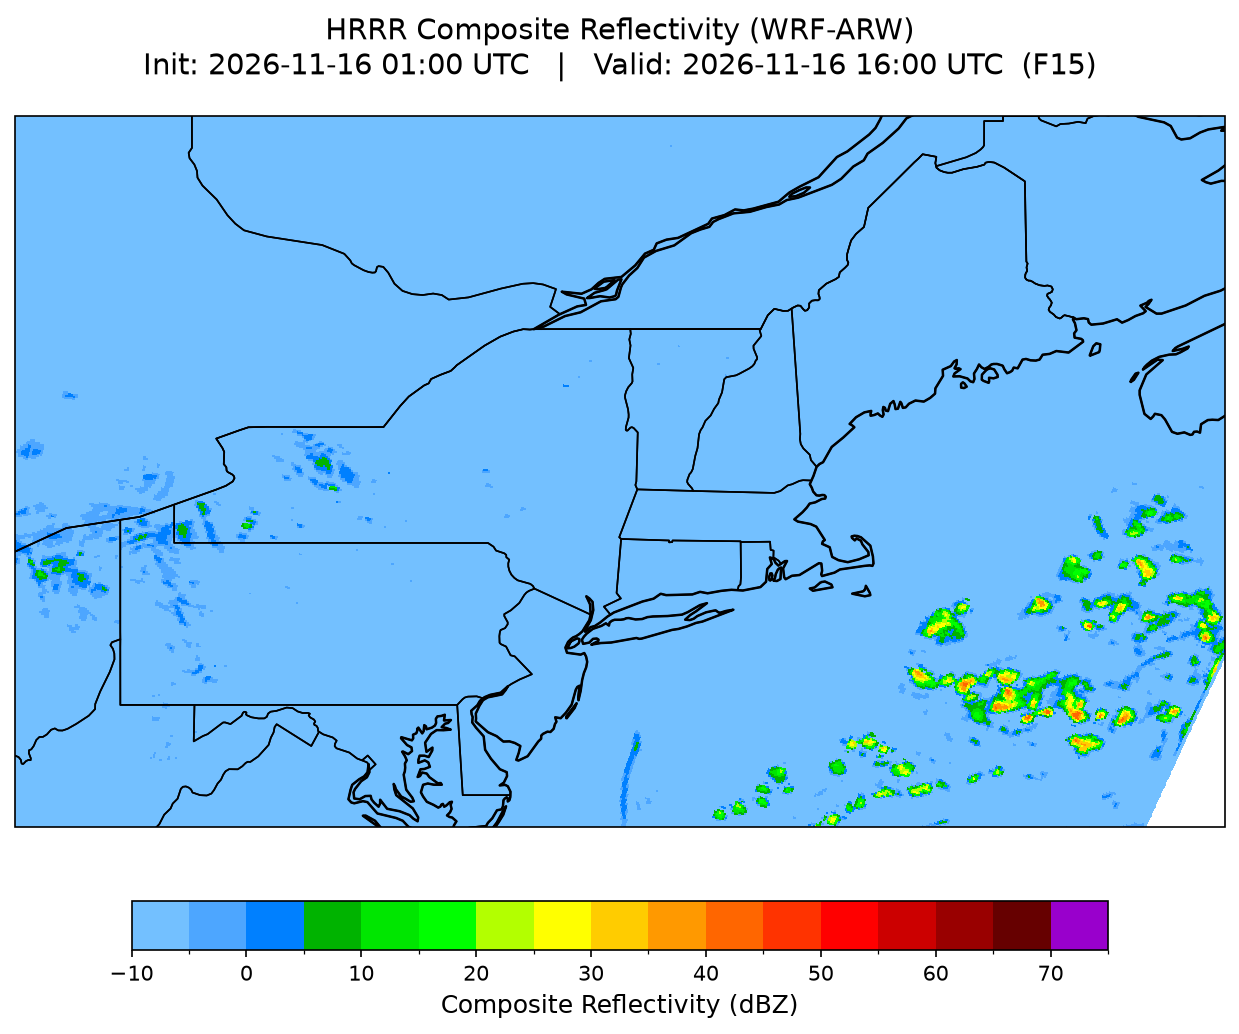 HRRR Composite Reflectivity (WRF-ARW)
Init: 2026-11-16 01:00 UTC | Valid: 2026-11-16 16:00 UTC (F15)
−10 0 10 20 30 40 50 60 70
Composite Reflectivity (dBZ)